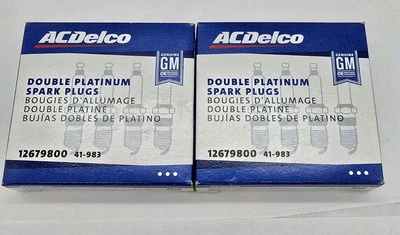 ACDelco
GENUINE
GM
DOUBLE PLATINUM
SPARK PLUGS
BOUGIES D'ALLUMAGE
DOUBLE PLATINE
BUJÍAS DOBLES DE PLATINO
12679800 41-983
ACDelco
GENUINE
GM
DOUBLE PLATINUM
SPARK PLUGS
BOUGIES D'ALLUMAGE
DOUBLE PLATINE
BUJÍAS DOBLES DE PLATINO
12679800 41-983